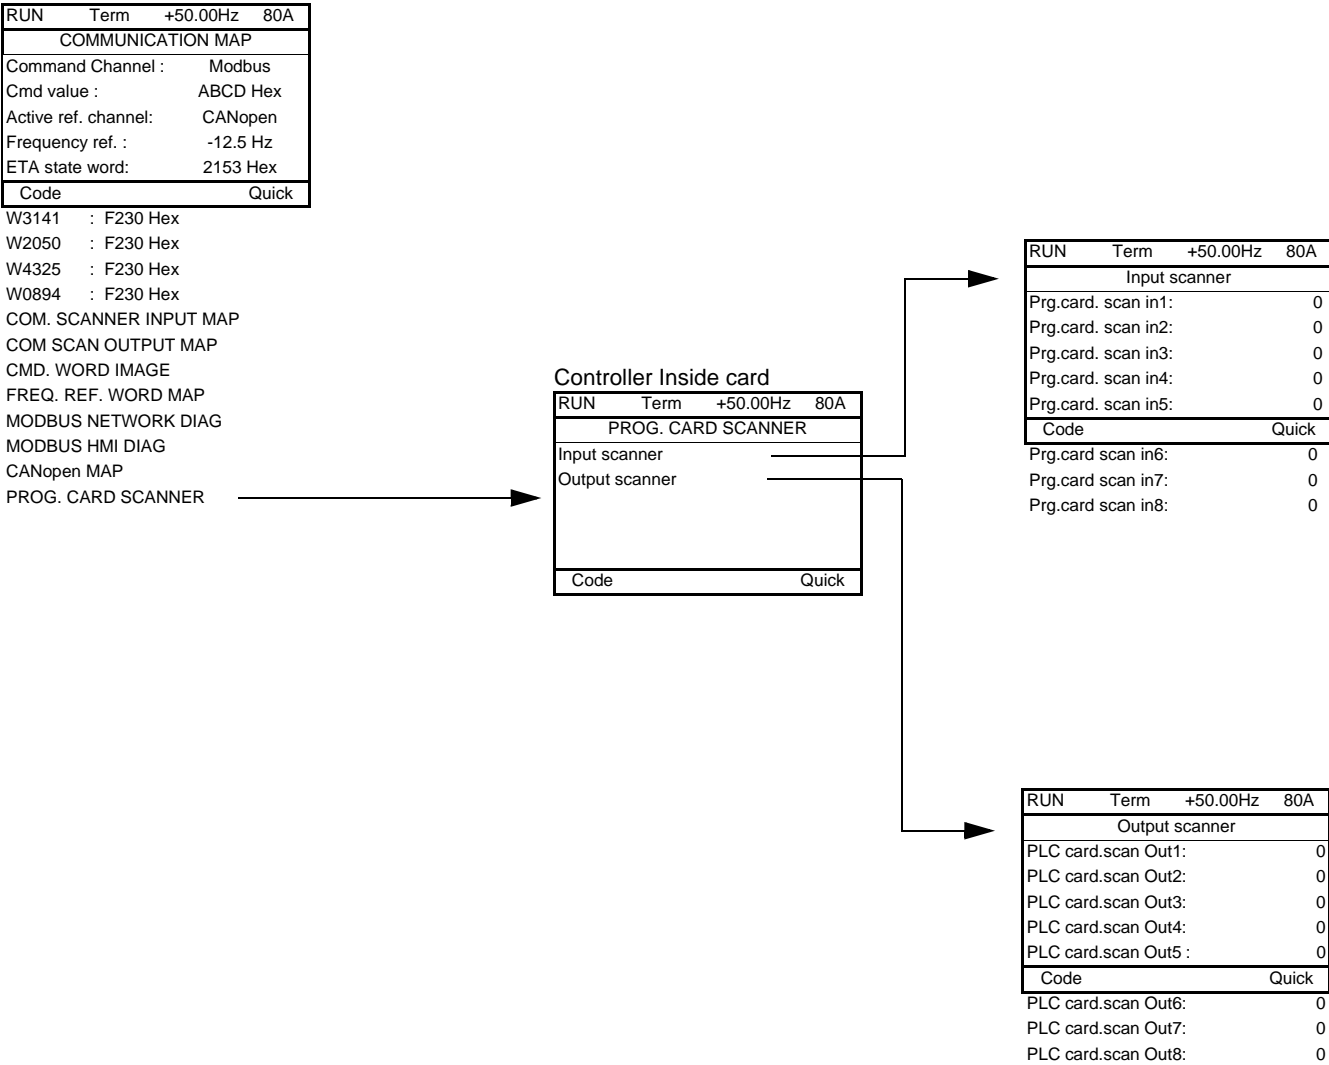 RUN Term +50.00Hz 80A
COMMUNICATION MAP
Command Channel : Modbus
Cmd value : ABCD Hex
Active ref. channel: CANopen
Frequency ref. : -12.5 Hz
ETA state word: 2153 Hex
Code Quick
W3141 : F230 Hex
W2050 : F230 Hex
W4325 : F230 Hex
W0894 : F230 Hex
COM. SCANNER INPUT MAP
COM SCAN OUTPUT MAP
CMD. WORD IMAGE
FREQ. REF. WORD MAP
MODBUS NETWORK DIAG
MODBUS HMI DIAG
CANopen MAP
PROG. CARD SCANNER
Controller Inside card
RUN Term +50.00Hz 80A
PROG. CARD SCANNER
Input scanner
Output scanner
Code Quick
RUN Term +50.00Hz 80A
Input scanner
Prg.card. scan in1: 0
Prg.card. scan in2: 0
Prg.card. scan in3: 0
Prg.card. scan in4: 0
Prg.card. scan in5: 0
Code Quick
Prg.card scan in6: 0
Prg.card scan in7: 0
Prg.card scan in8: 0
RUN Term +50.00Hz 80A
Output scanner
PLC card.scan Out1: 0
PLC card.scan Out2: 0
PLC card.scan Out3: 0
PLC card.scan Out4: 0
PLC card.scan Out5 : 0
Code Quick
PLC card.scan Out6: 0
PLC card.scan Out7: 0
PLC card.scan Out8: 0